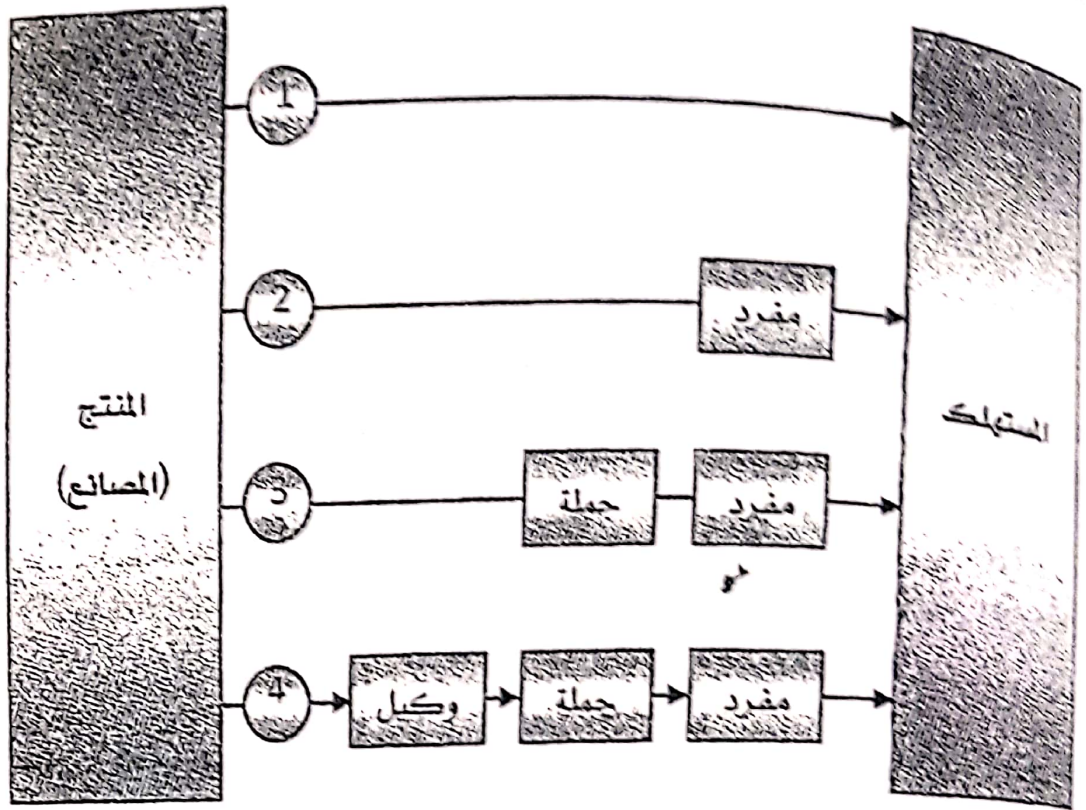 1
2
مفرد
المنتج
(المصانع)
المستهلك
3
جملة
مفرد
4
وكيل
جملة
مفرد